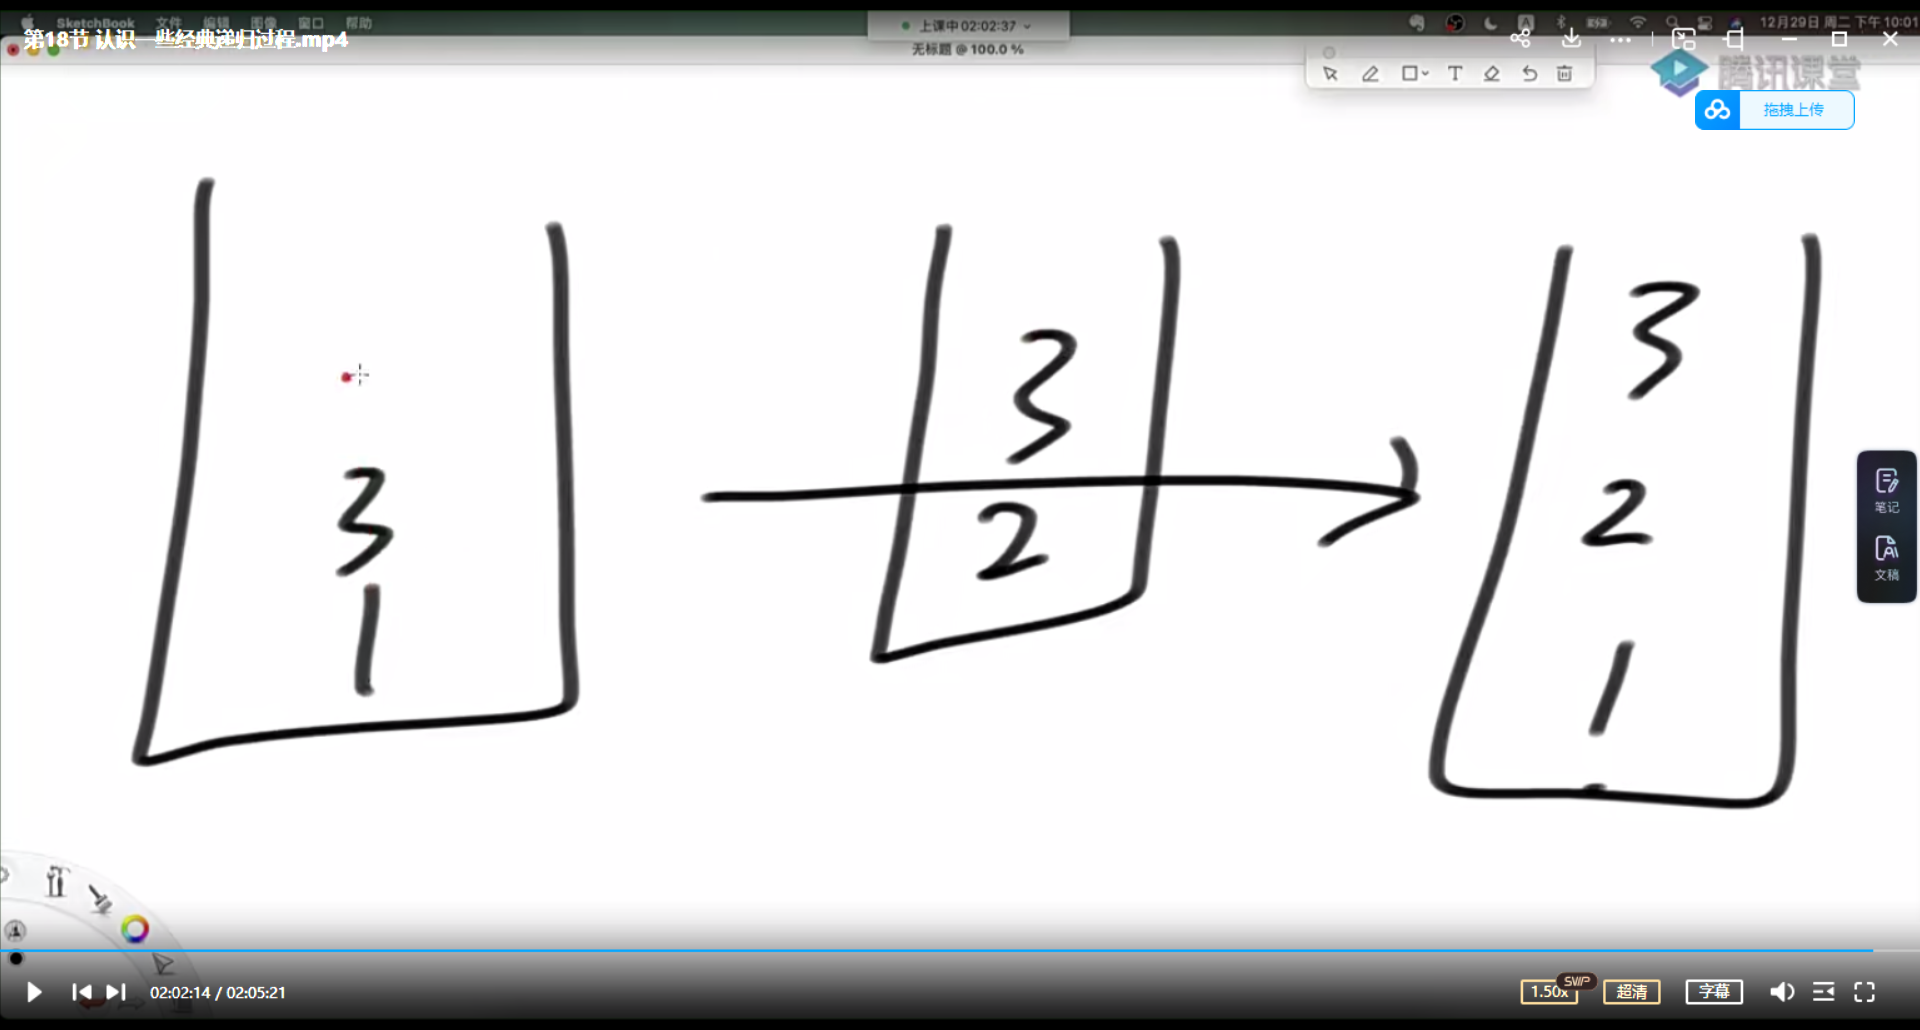 SketchBook 文件 编辑 图像 窗口 帮助
上课中 02:02:37
12月29日 周二 下午10:01
第18节 认识一些经典递归过程.mp4
无标题 @ 100.0 %
腾讯课堂
拖拽上传
3
1
3
2
3
2
1
笔记
文稿
02:02:14 / 02:05:21
SVIP
1.50x
超清
字幕